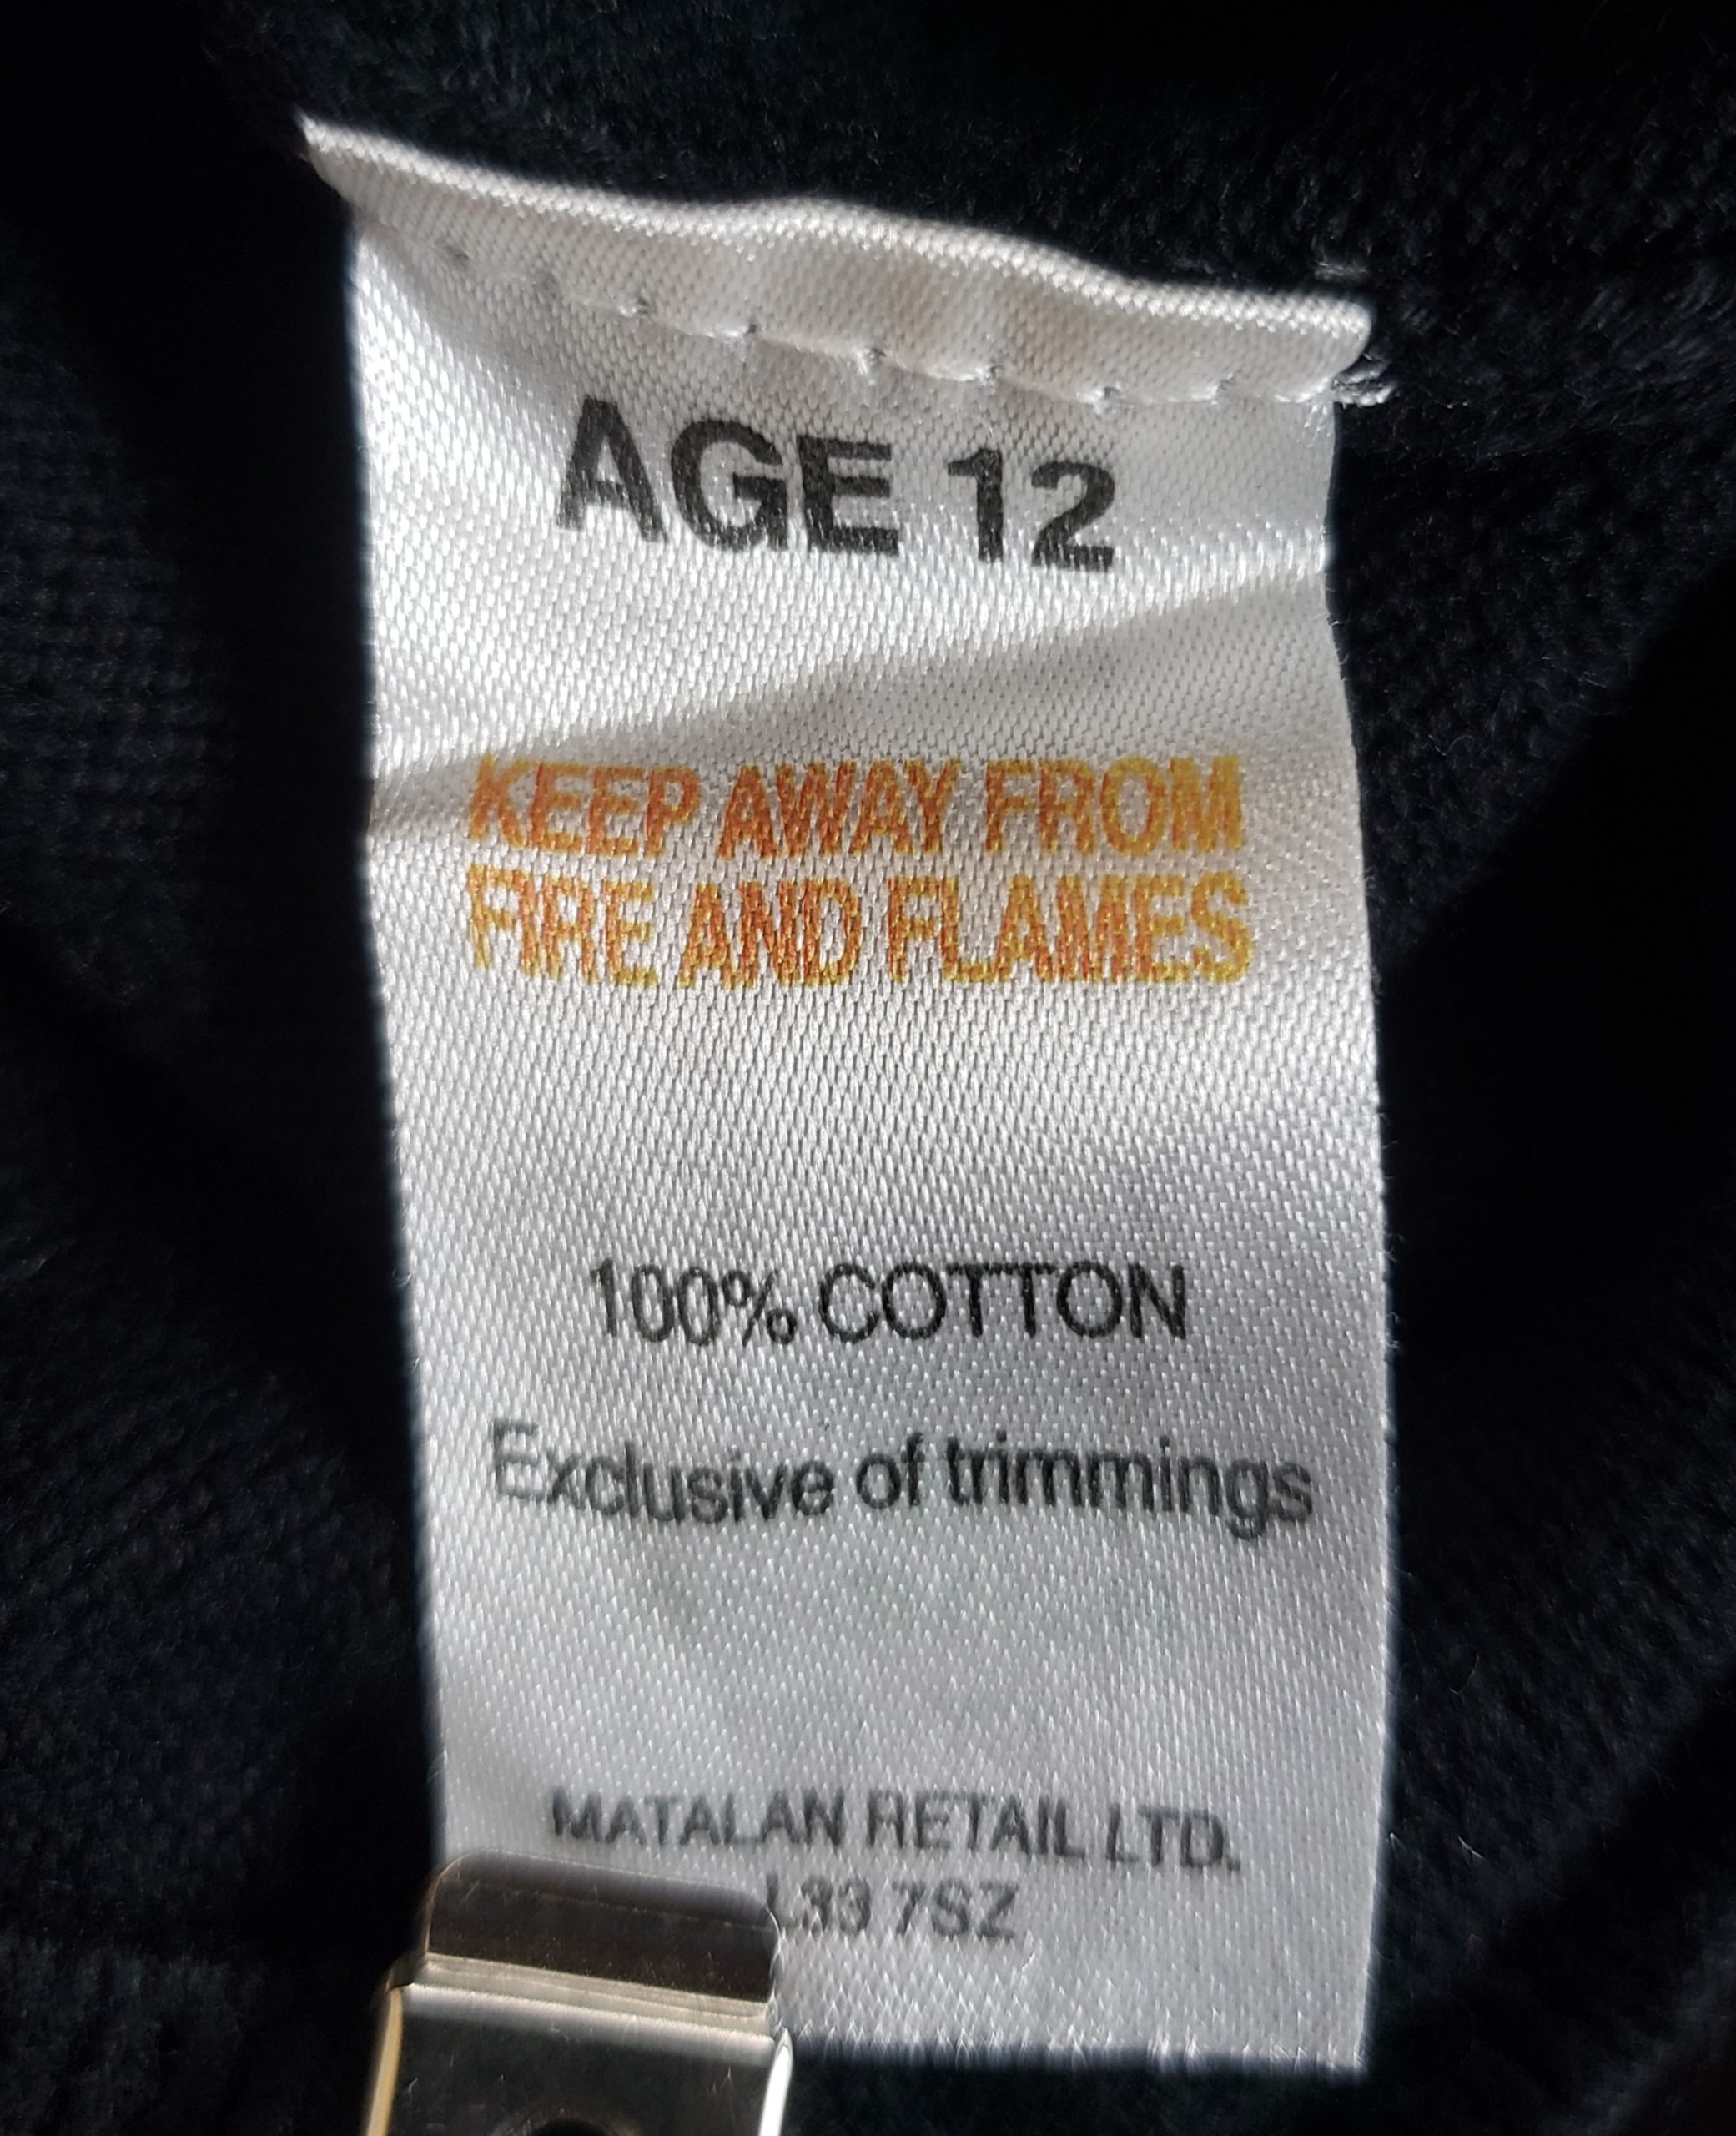 AGE 12
KEEP AWAY FROM
FIRE AND FLAMES
100% COTTON
Exclusive of trimmings
MATALAN RETAIL LTD.
L33 7SZ